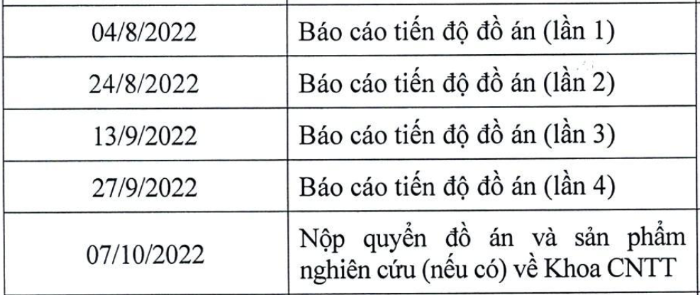 04/8/2022 Báo cáo tiến độ đồ án (lần 1)
24/8/2022 Báo cáo tiến độ đồ án (lần 2)
13/9/2022 Báo cáo tiến độ đồ án (lần 3)
27/9/2022 Báo cáo tiến độ đồ án (lần 4)
07/10/2022 Nộp quyển đồ án và sản phẩm
nghiên cứu (nếu có) về Khoa CNTT